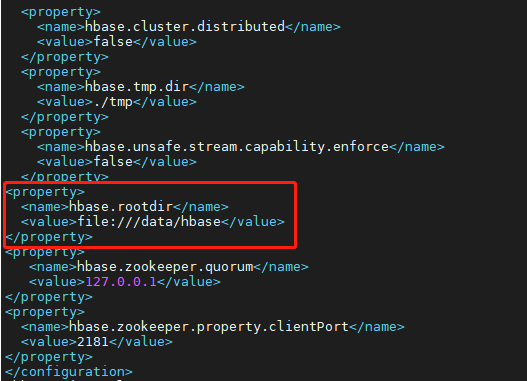 <property>
<name>hbase.cluster.distributed</name>
<value>false</value>
</property>
<property>
<name>hbase.tmp.dir</name>
<value>./tmp</value>
</property>
<property>
<name>hbase.unsafe.stream.capability.enforce</name>
<value>false</value>
</property>
<property>
<name>hbase.rootdir</name>
<value>file:///data/hbase</value>
</property>
<property>
<name>hbase.zookeeper.quorum</name>
<value>127.0.0.1</value>
</property>
<property>
<name>hbase.zookeeper.property.clientPort</name>
<value>2181</value>
</property>
</configuration>